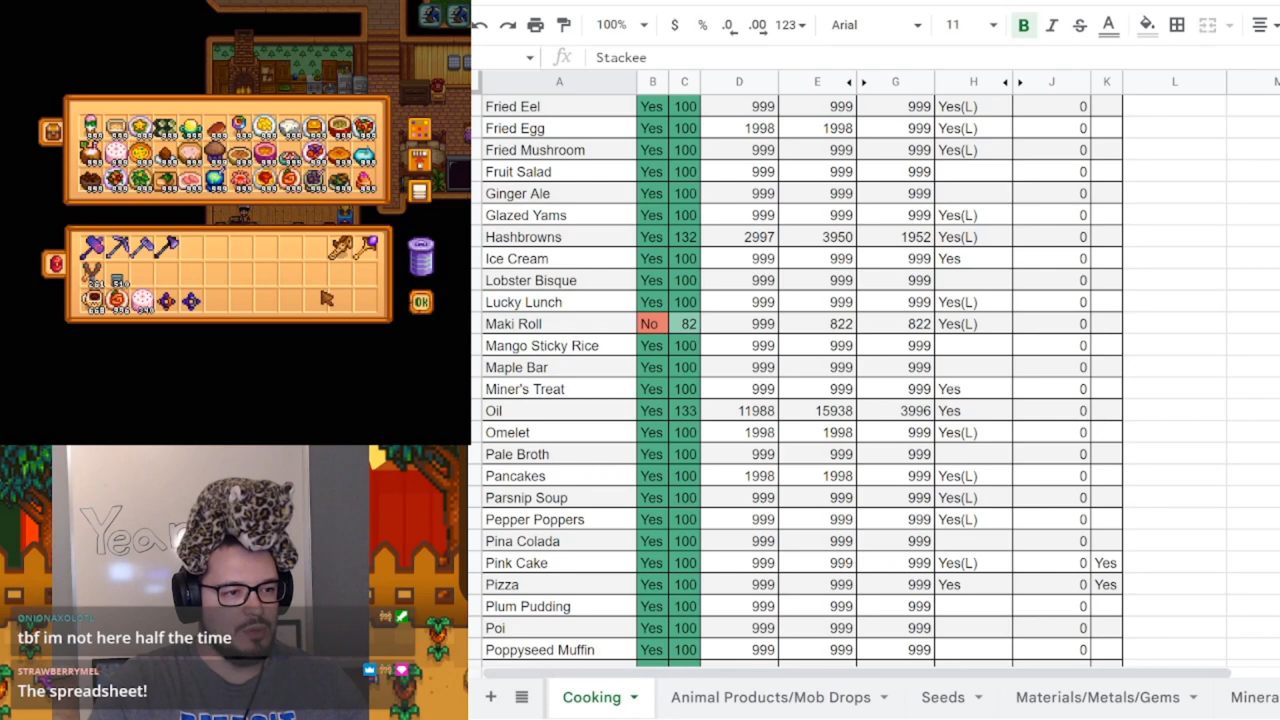 100%
$ % .0 .00 123 Arial 11 B I S A
fx Stackee
A B C D E G H J K L M
Fried Eel Yes 100 999 999 999 Yes(L) 0
Fried Egg Yes 100 1998 1998 999 Yes(L) 0
Fried Mushroom Yes 100 999 999 999 Yes(L) 0
Fruit Salad Yes 100 999 999 999 0
Ginger Ale Yes 100 999 999 999 0
Glazed Yams Yes 100 999 999 999 Yes(L) 0
Hashbrowns Yes 132 2997 3950 1952 Yes(L) 0
Ice Cream Yes 100 999 999 999 Yes 0
Lobster Bisque Yes 100 999 999 999 0
Lucky Lunch Yes 100 999 999 999 Yes(L) 0
Maki Roll No 82 999 822 822 Yes(L) 0
Mango Sticky Rice Yes 100 999 999 999 0
Maple Bar Yes 100 999 999 999 0
Miner's Treat Yes 100 999 999 999 Yes 0
Oil Yes 133 11988 15938 3996 Yes 0
Omelet Yes 100 1998 1998 999 Yes(L) 0
Pale Broth Yes 100 999 999 999 0
Pancakes Yes 100 1998 1998 999 Yes(L) 0
Parsnip Soup Yes 100 999 999 999 Yes(L) 0
Pepper Poppers Yes 100 999 999 999 Yes(L) 0
Pina Colada Yes 100 999 999 999 0
Pink Cake Yes 100 999 999 999 Yes(L) 0 Yes
Pizza Yes 100 999 999 999 Yes 0 Yes
Plum Pudding Yes 100 999 999 999 0
Poi Yes 100 999 999 999 0
Poppyseed Muffin Yes 100 999 999 999 0
Cooking Animal Products/Mob Drops Seeds Materials/Metals/Gems Minera
OK
Year
ONIONAXOLOTL
tbf im not here half the time
STRAWBERRYMEL
The spreadsheet!